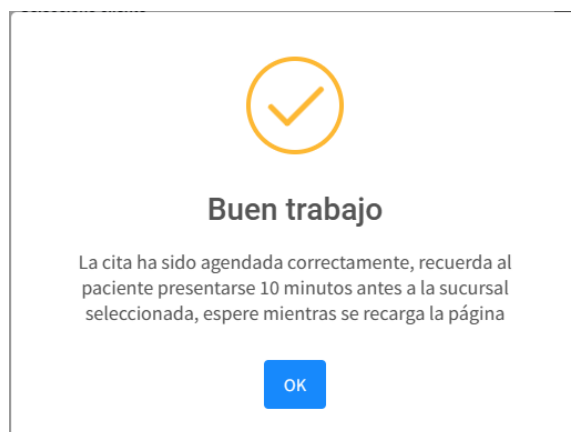 Buen trabajo
La cita ha sido agendada correctamente, recuerda al
paciente presentarse 10 minutos antes a la sucursal
seleccionada, espere mientras se recarga la página
OK